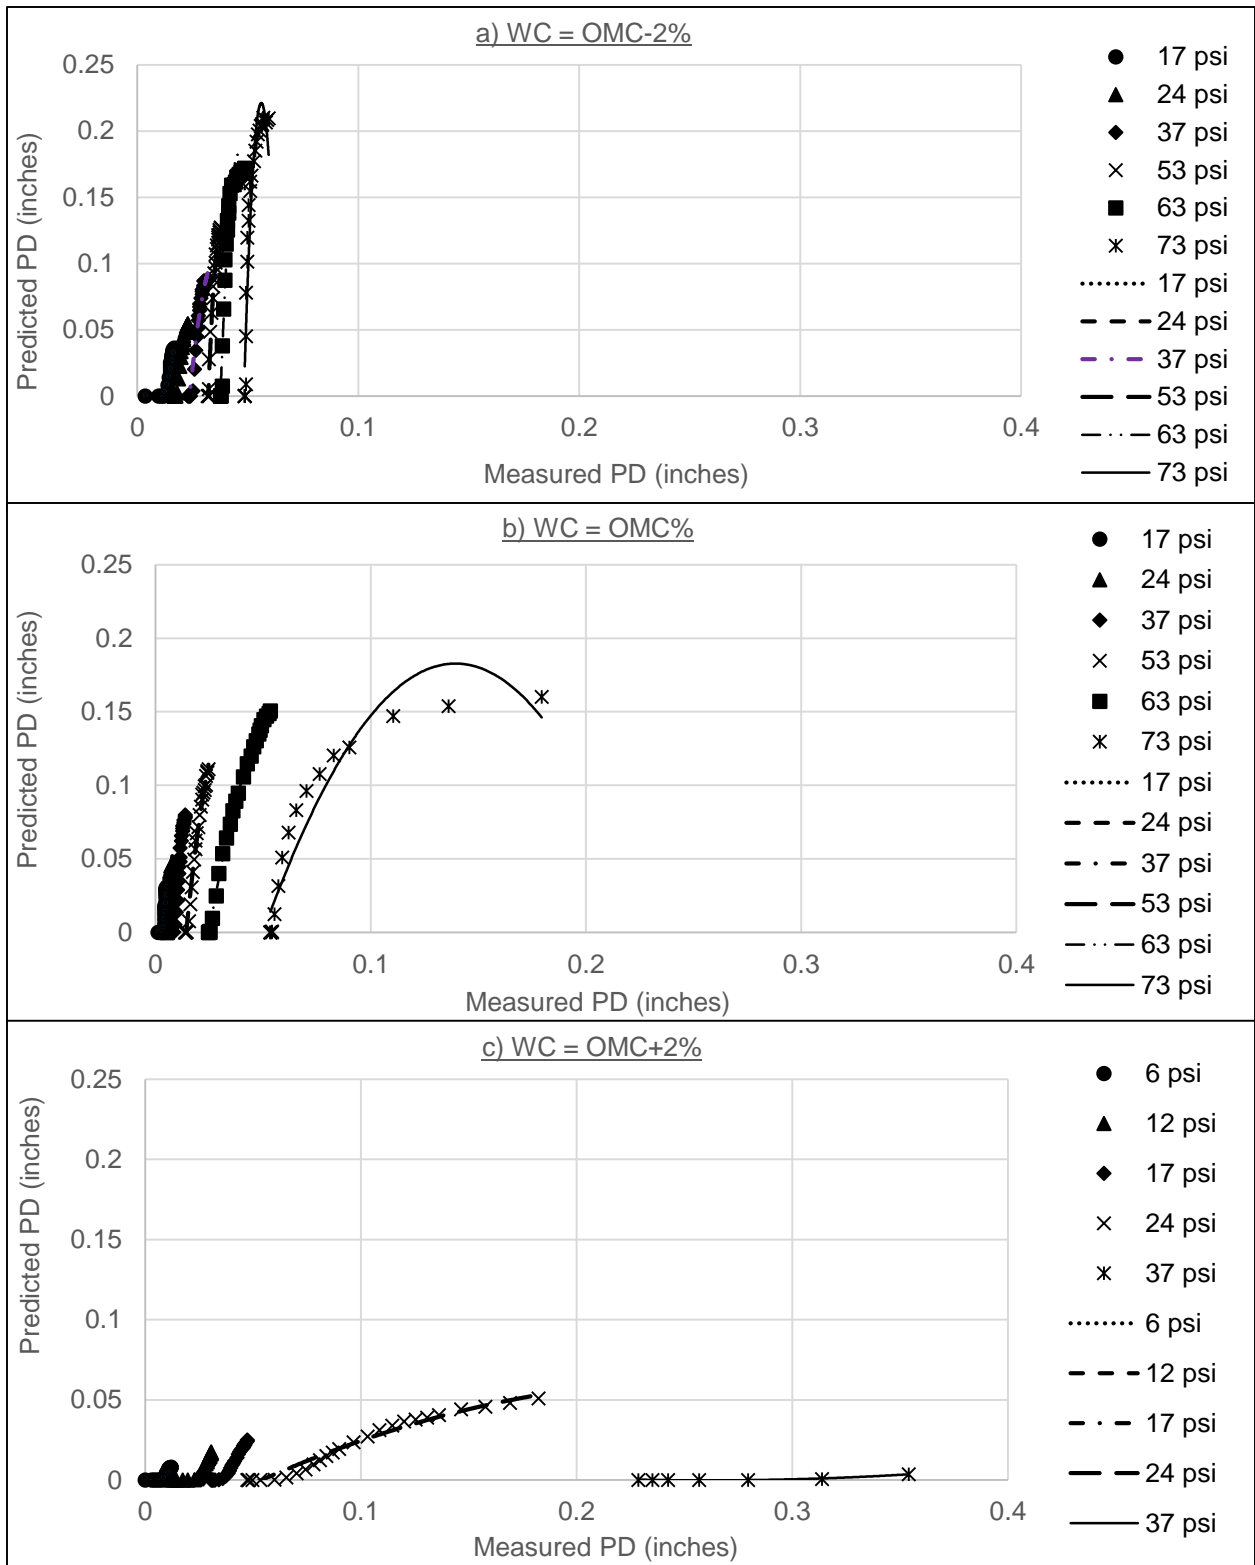 a) WC = OMC-2%
Predicted PD (inches)
0.25
0.2
0.15
0.1
0.05
0
0 0.1 0.2 0.3 0.4
Measured PD (inches)
17 psi
24 psi
37 psi
53 psi
63 psi
73 psi
17 psi
24 psi
37 psi
53 psi
63 psi
73 psi
b) WC = OMC%
Predicted PD (inches)
0.25
0.2
0.15
0.1
0.05
0
0 0.1 0.2 0.3 0.4
Measured PD (inches)
17 psi
24 psi
37 psi
53 psi
63 psi
73 psi
17 psi
24 psi
37 psi
53 psi
63 psi
73 psi
c) WC = OMC+2%
Predicted PD (inches)
0.25
0.2
0.15
0.1
0.05
0
0 0.1 0.2 0.3 0.4
Measured PD (inches)
6 psi
12 psi
17 psi
24 psi
37 psi
6 psi
12 psi
17 psi
24 psi
37 psi